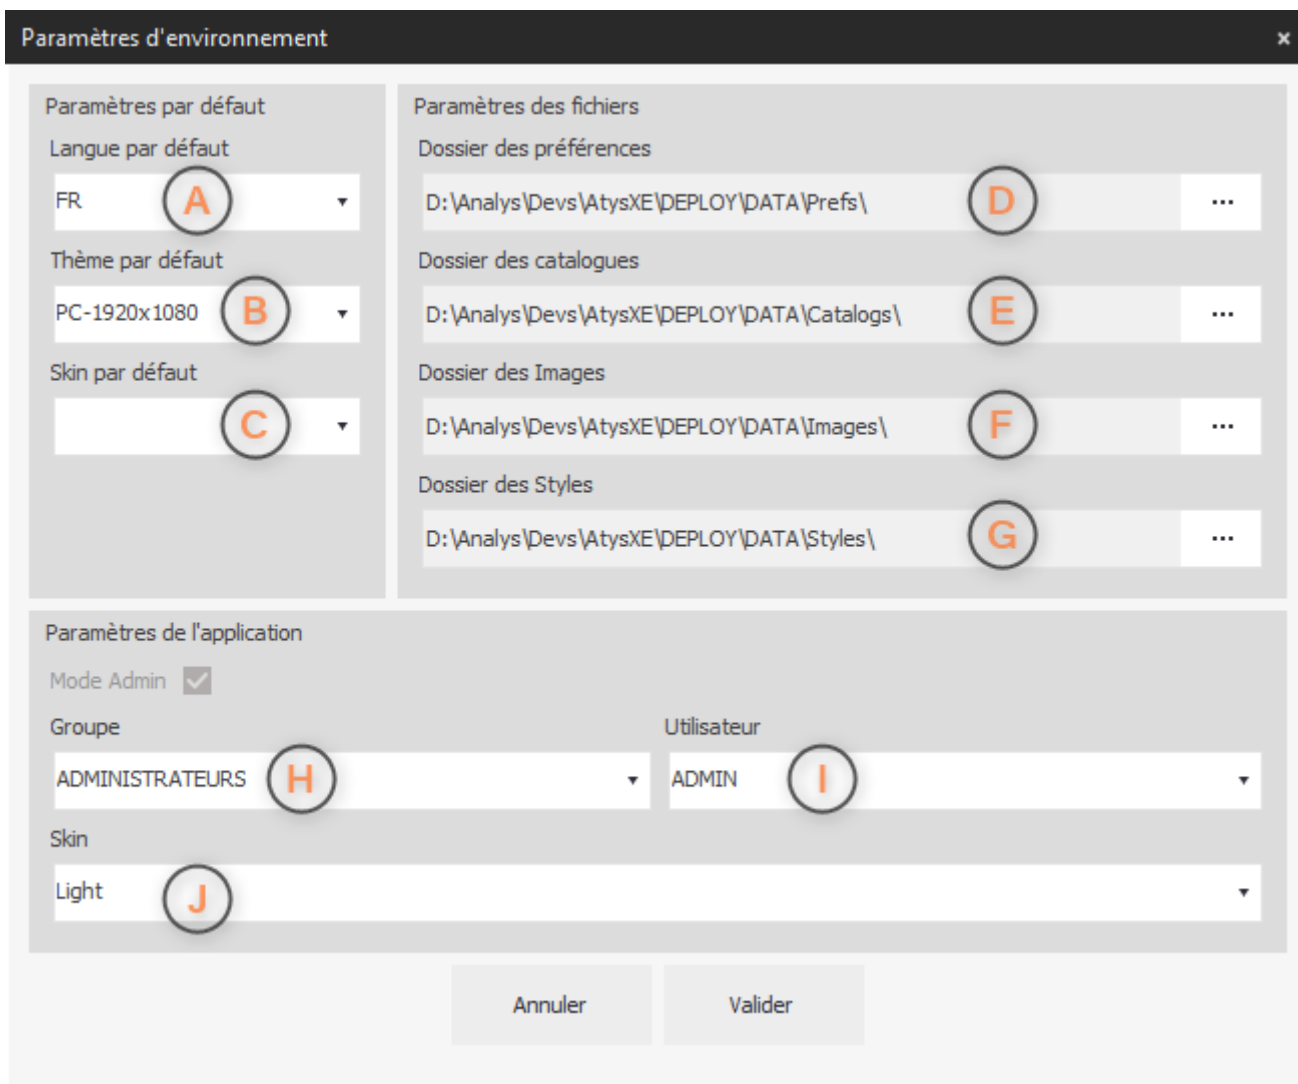 Paramètres d'environnement ×
Paramètres par défaut
Langue par défaut
FR A
Thème par défaut
PC-1920x1080 B
Skin par défaut
C
Paramètres des fichiers
Dossier des préférences
D:\Analys\Devs\AtysXE\DEPLOY\DATA\Prefs\ D ...
Dossier des catalogues
D:\Analys\Devs\AtysXE\DEPLOY\DATA\Catalogs\ E ...
Dossier des Images
D:\Analys\Devs\AtysXE\DEPLOY\DATA\Images\ F ...
Dossier des Styles
D:\Analys\Devs\AtysXE\DEPLOY\DATA\Styles\ G ...
Paramètres de l'application
Mode Admin
Groupe
ADMINISTRATEURS H
Utilisateur
ADMIN I
Skin
Light J
Annuler
Valider